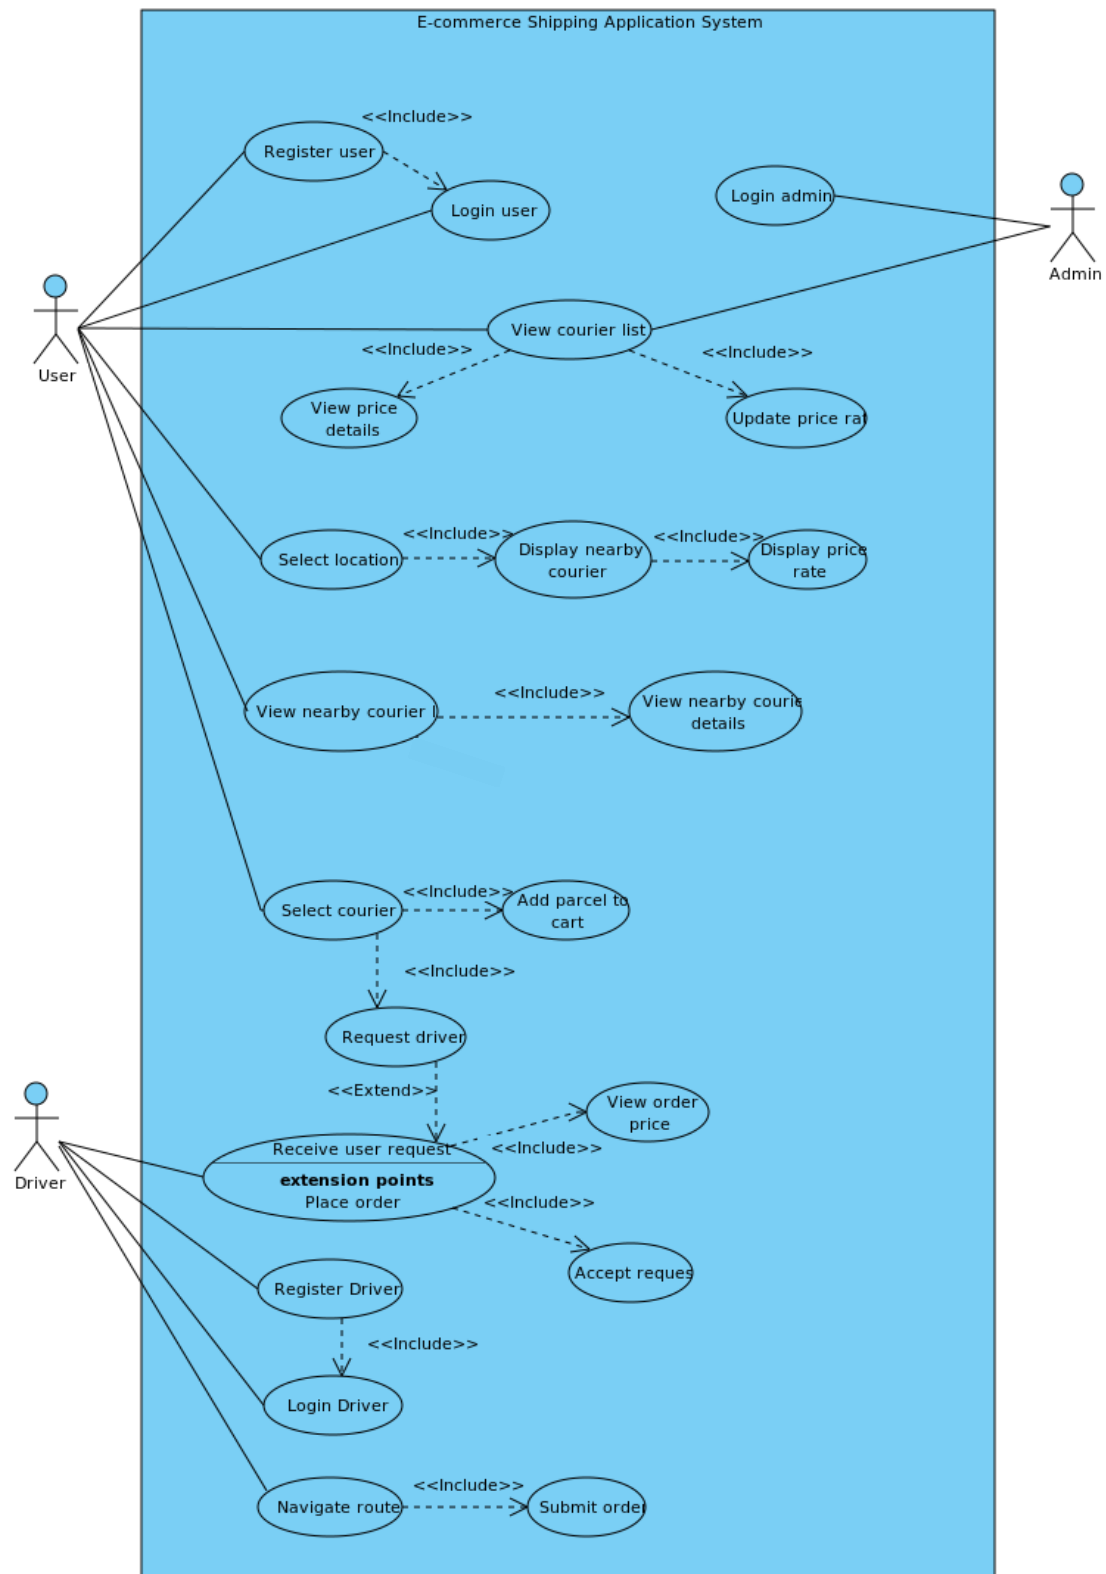 E-commerce Shipping Application System
<<Include>>
Register user
Login user
Login admin
Admin
User
View courier list
<<Include>>
<<Include>>
View price
details
Update price rat
<<Include>>
<<Include>>
Select location
Display nearby
courier
Display price
rate
<<Include>>
View nearby courier l
View nearby courie
details
<<Include>>
Select courier
Add parcel to
cart
<<Include>>
Request driver
<<Extend>>
View order
price
Receive user request
<<Include>>
extension points
Place order
<<Include>>
Driver
Accept reques
Register Driver
<<Include>>
Login Driver
<<Include>>
Navigate route
Submit order